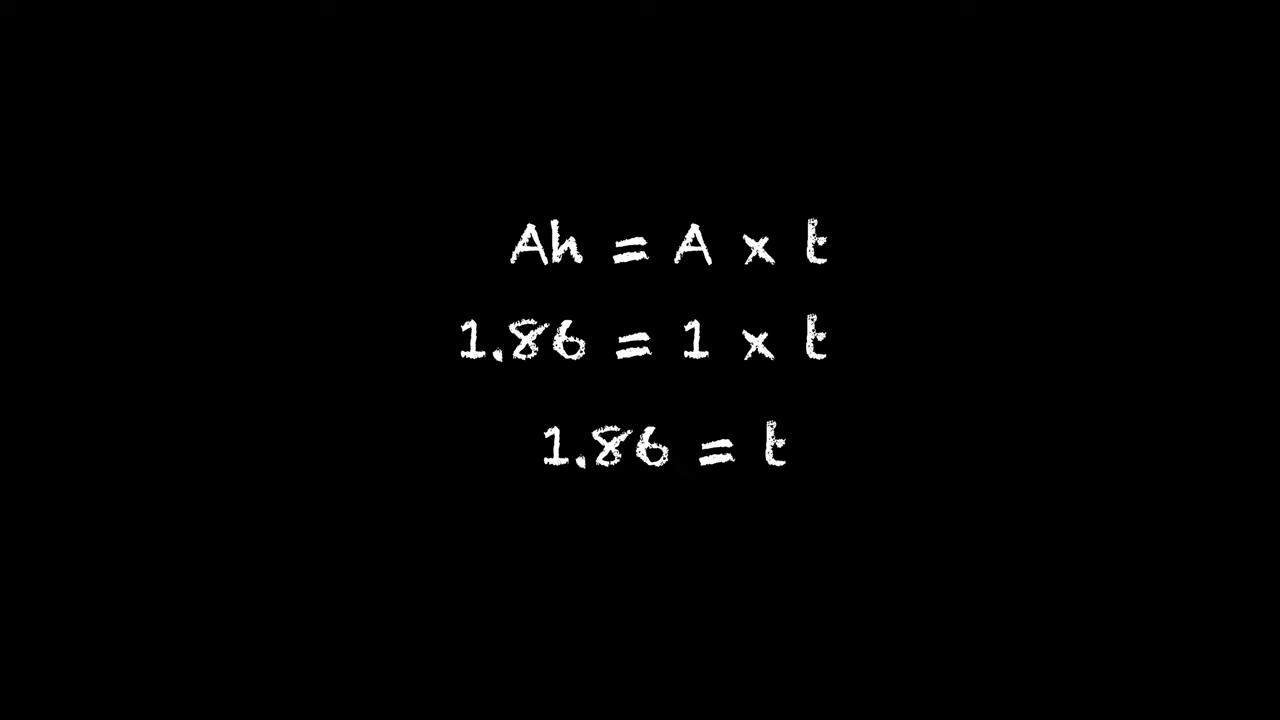 Ah = A x t
1.86 = 1 x t
1.86 = t